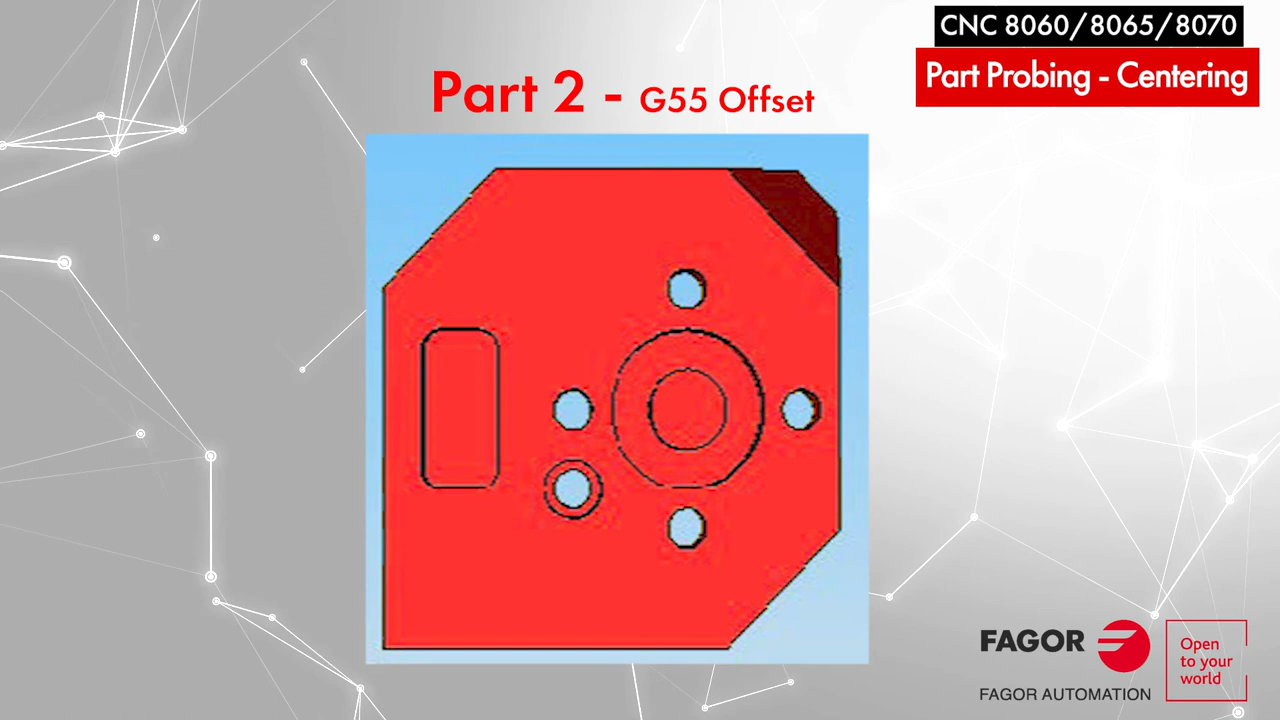 CNC 8060/8065/8070
Part Probing - Centering
Part 2 - G55 Offset
FAGOR
FAGOR AUTOMATION
Open
to your
world